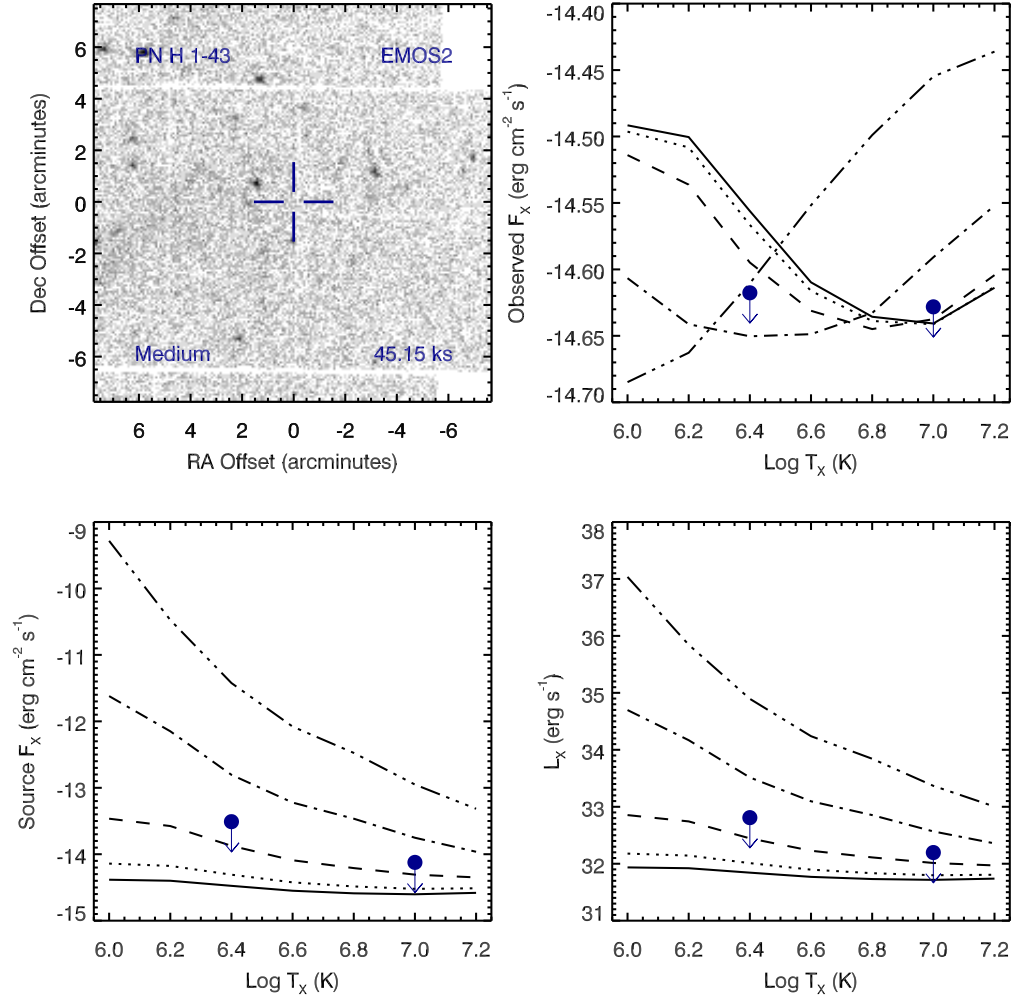 PN H 1-43 EMOS2
Medium 45.15 ks
6
4
2
0
-2
-4
-6
Dec Offset (arcminutes)
6 4 2 0 -2 -4 -6
RA Offset (arcminutes)
-14.40
-14.45
-14.50
-14.55
-14.60
-14.65
-14.70
Observed FX (erg cm-2 s-1)
6.0 6.2 6.4 6.6 6.8 7.0 7.2
Log TX (K)
-9
-10
-11
-12
-13
-14
-15
Source FX (erg cm-2 s-1)
6.0 6.2 6.4 6.6 6.8 7.0 7.2
Log TX (K)
38
37
36
35
34
33
32
31
LX (erg s-1)
6.0 6.2 6.4 6.6 6.8 7.0 7.2
Log TX (K)